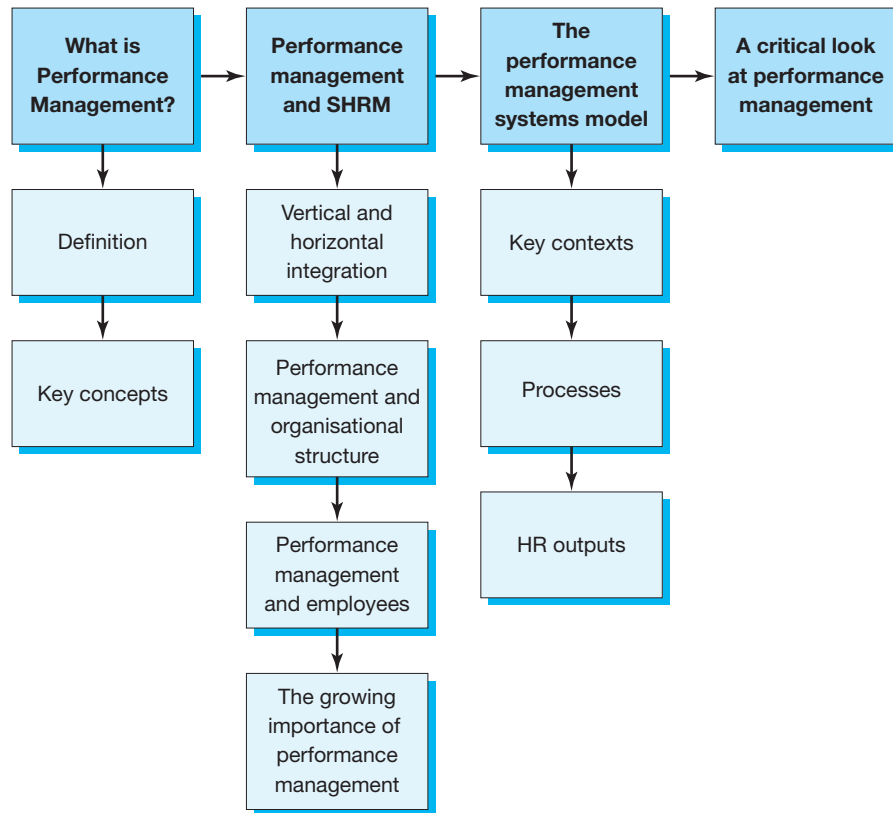 What is
Performance
Management?
Performance
management
and SHRM
The
performance
management
systems model
A critical look
at performance
management
Definition
Key concepts
Vertical and
horizontal
integration
Performance
management and
organisational
structure
Performance
management
and employees
The growing
importance of
performance
management
Key contexts
Processes
HR outputs